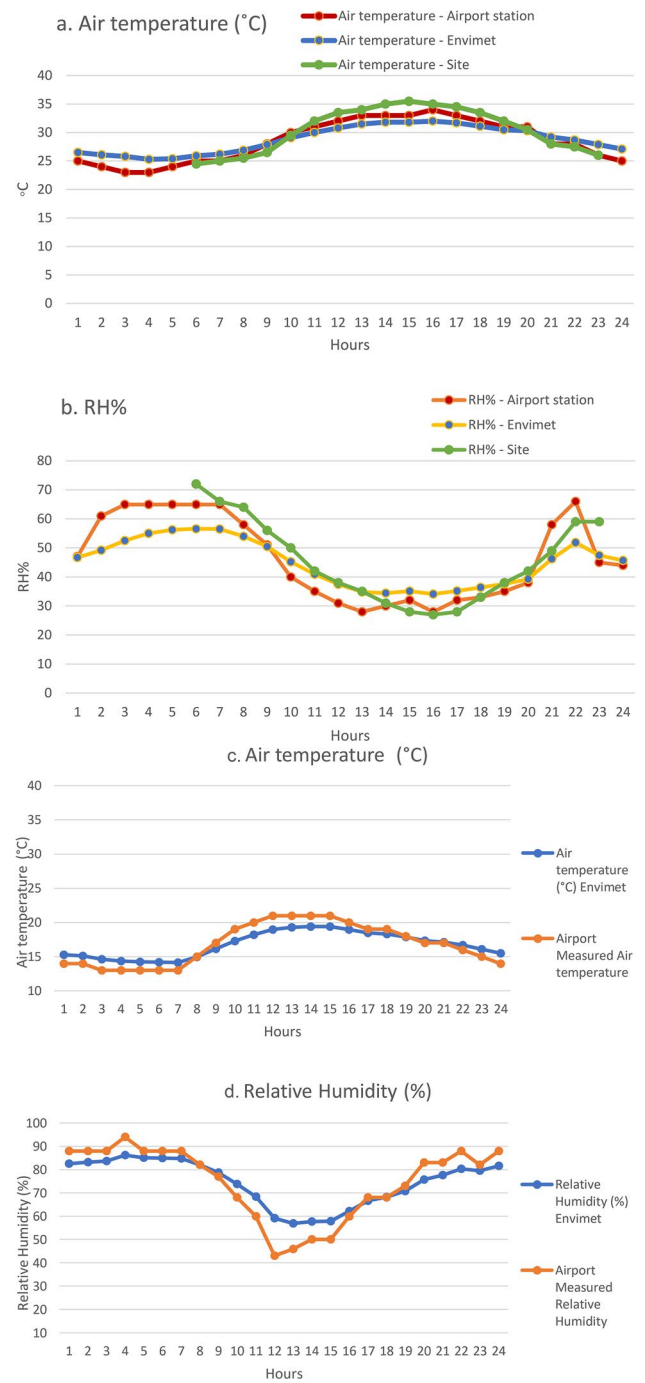 a. Air temperature (˚C)
Air temperature - Airport station
Air temperature - Envimet
Air temperature - Site
40
35
30
25
20
15
10
5
0
°C
1 2 3 4 5 6 7 8 9 10 11 12 13 14 15 16 17 18 19 20 21 22 23 24
Hours
b. RH%
RH% - Airport station
RH% - Envimet
RH% - Site
80
70
60
50
40
30
20
10
0
RH%
1 2 3 4 5 6 7 8 9 10 11 12 13 14 15 16 17 18 19 20 21 22 23 24
Hours
c. Air temperature (˚C)
40
35
30
25
20
15
10
Air temperature (˚C)
1 2 3 4 5 6 7 8 9 10 11 12 13 14 15 16 17 18 19 20 21 22 23 24
Hours
Air
temperature
(˚C) Envimet
Airport
Measured Air
temperature
d. Relative Humidity (%)
100
90
80
70
60
50
40
30
20
10
Relative Humidity (%)
1 2 3 4 5 6 7 8 9 10 11 12 13 14 15 16 17 18 19 20 21 22 23 24
Hours
Relative
Humidity (%)
Envimet
Airport
Measured
Relative
Humidity